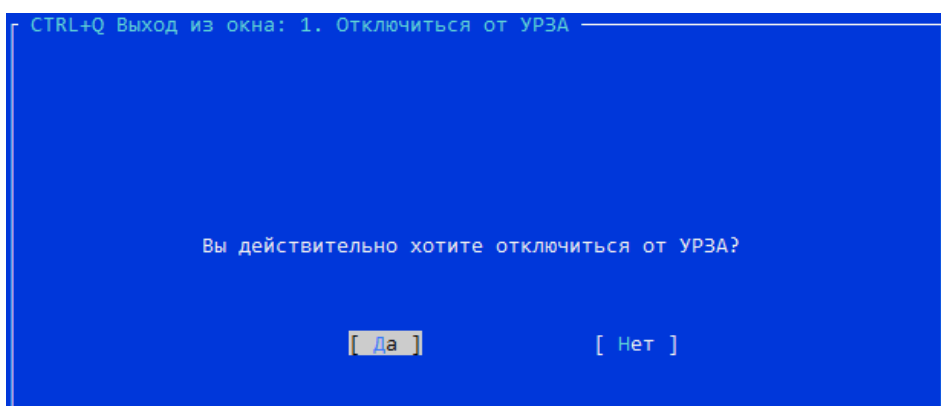 CTRL+Q Выход из окна: 1. Отключиться от УРЗА
Вы действительно хотите отключиться от УРЗА?
[ Да ] [ Нет ]